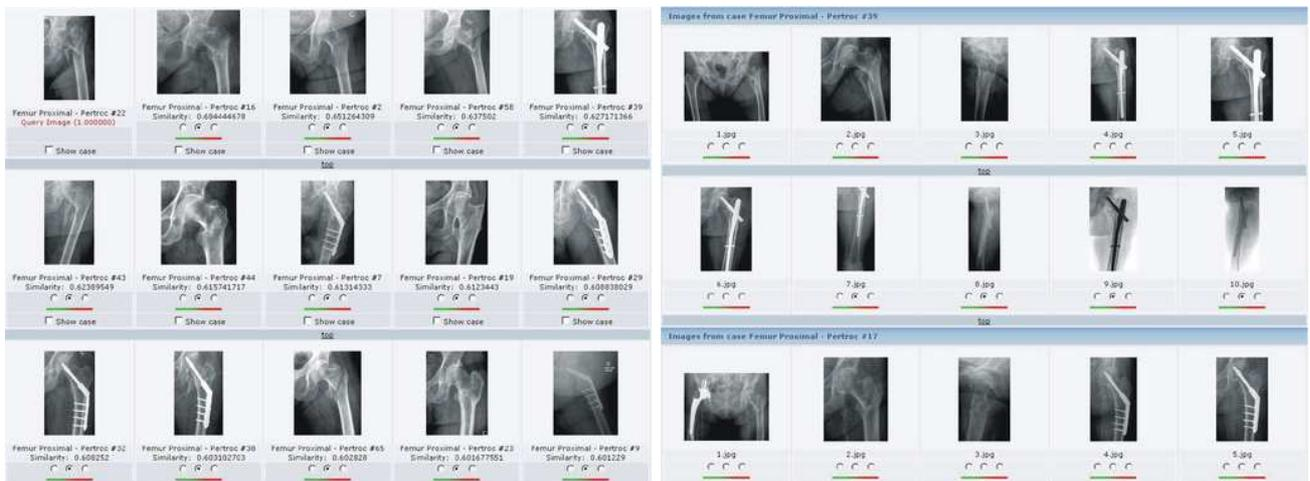 Femur Proximal - Pertroc #22
Query Image (1.000000)
Show case
Femur Proximal - Pertroc #16
Similarity: 0.684444678
Show case
Femur Proximal - Pertroc #2
Similarity: 0.651264309
Show case
Femur Proximal - Pertroc #58
Similarity: 0.637502
Show case
Femur Proximal - Pertroc #39
Similarity: 0.627171366
Show case
top
Femur Proximal - Pertroc #43
Similarity: 0.62389549
Show case
Femur Proximal - Pertroc #44
Similarity: 0.615741717
Show case
Femur Proximal - Pertroc #7
Similarity: 0.61314333
Show case
Femur Proximal - Pertroc #19
Similarity: 0.6123443
Show case
Femur Proximal - Pertroc #29
Similarity: 0.608838029
Show case
top
Femur Proximal - Pertroc #32
Similarity: 0.608252
Femur Proximal - Pertroc #38
Similarity: 0.603102703
Femur Proximal - Pertroc #65
Similarity: 0.602828
Femur Proximal - Pertroc #23
Similarity: 0.601677551
Femur Proximal - Pertroc #9
Similarity: 0.601229
Images from case Femur Proximal - Pertroc #39
1.jpg
2.jpg
3.jpg
4.jpg
5.jpg
top
6.jpg
7.jpg
8.jpg
9.jpg
10.jpg
top
Images from case Femur Proximal - Pertroc #17
1.jpg
2.jpg
3.jpg
4.jpg
5.jpg